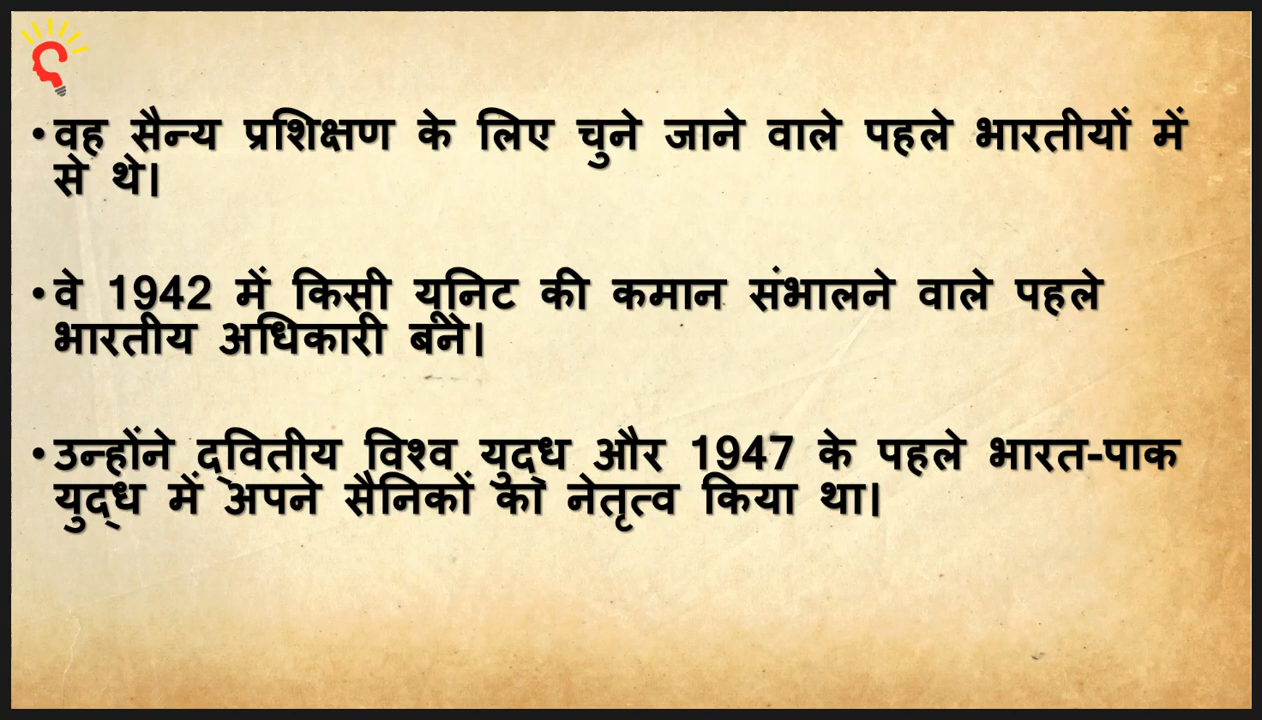 • वह सैन्य प्रशिक्षण के लिए चुने जाने वाले पहले भारतीयों में
से थे।
• वे 1942 में किसी यूनिट की कमान संभालने वाले पहले
भारतीय अधिकारी बने।
• उन्होंने द्वितीय विश्व युद्ध और 1947 के पहले भारत-पाक
युद्ध में अपने सैनिकों का नेतृत्व किया था।